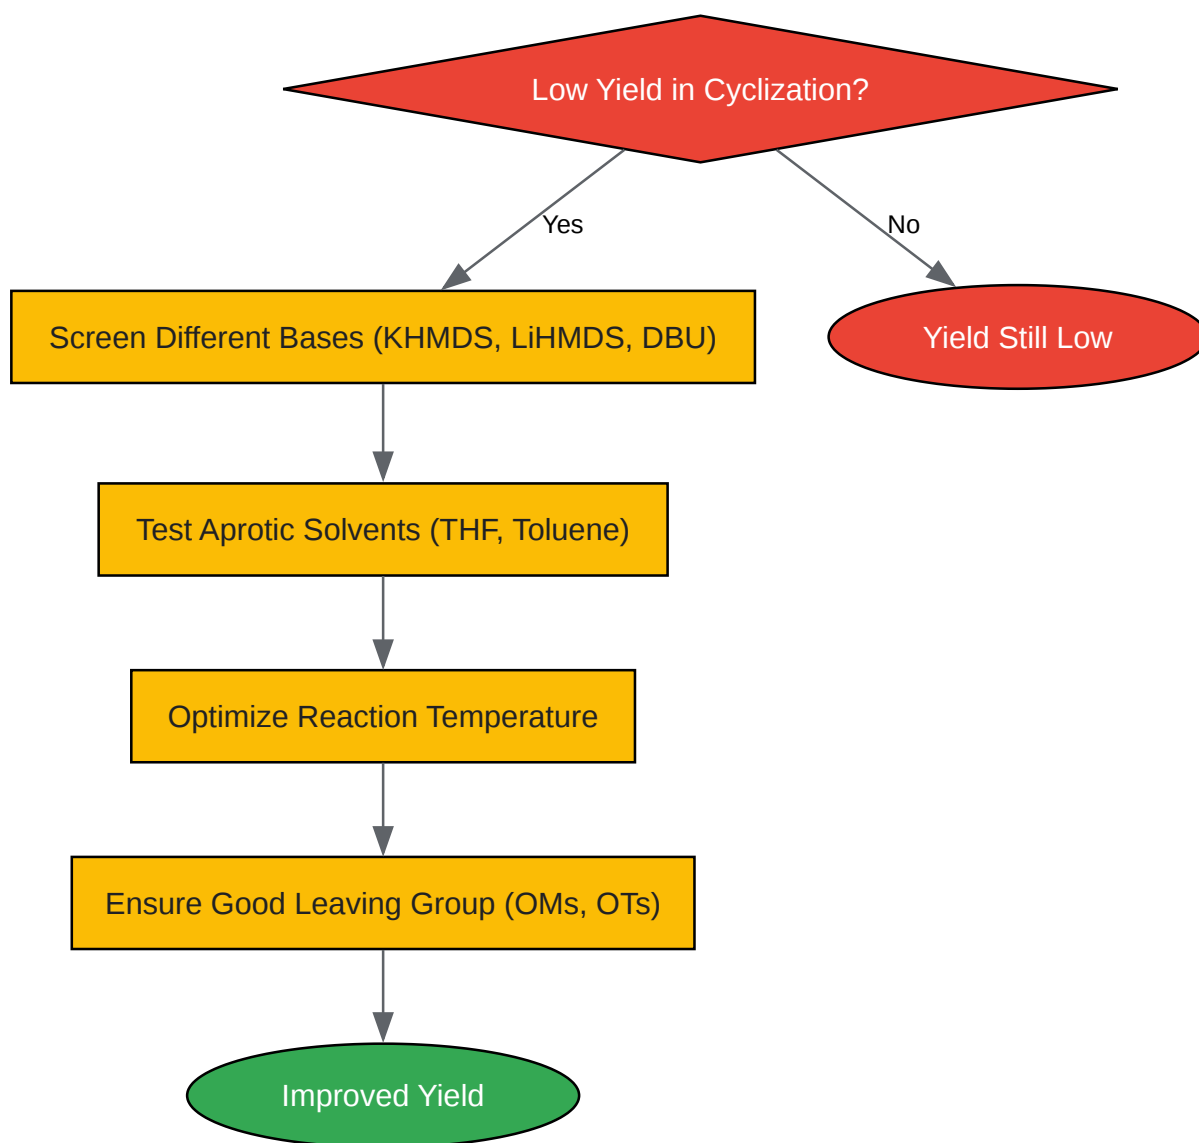 Low Yield in Cyclization?
Yes
No
Screen Different Bases (KHMDS, LiHMDS, DBU)
Yield Still Low
Test Aprotic Solvents (THF, Toluene)
Optimize Reaction Temperature
Ensure Good Leaving Group (OMs, OTs)
Improved Yield